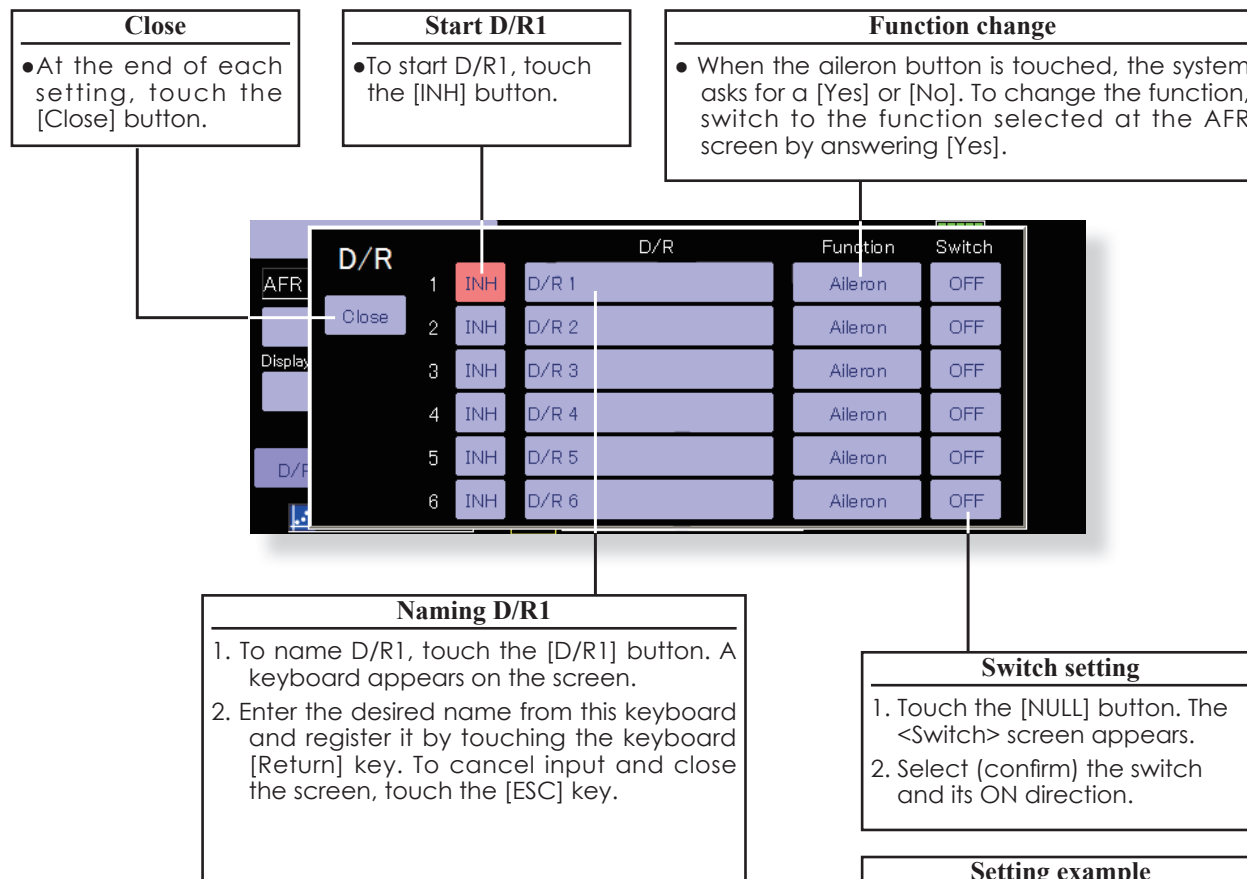 Close
●At the end of each
setting, touch the
[Close] button.
Start D/R1
●To start D/R1, touch
the [INH] button.
Function change
● When the aileron button is touched, the system
asks for a [Yes] or [No]. To change the function,
switch to the function selected at the AFR
screen by answering [Yes].
D/R
Close
AFR
Display
D/R
D/R Function Switch
1 INH D/R 1 Aileron OFF
2 INH D/R 2 Aileron OFF
3 INH D/R 3 Aileron OFF
4 INH D/R 4 Aileron OFF
5 INH D/R 5 Aileron OFF
6 INH D/R 6 Aileron OFF
Naming D/R1
1. To name D/R1, touch the [D/R1] button. A
keyboard appears on the screen.
2. Enter the desired name from this keyboard
and register it by touching the keyboard
[Return] key. To cancel input and close
the screen, touch the [ESC] key.
Switch setting
1. Touch the [NULL] button. The
<Switch> screen appears.
2. Select (confirm) the switch
and its ON direction.
Setting example